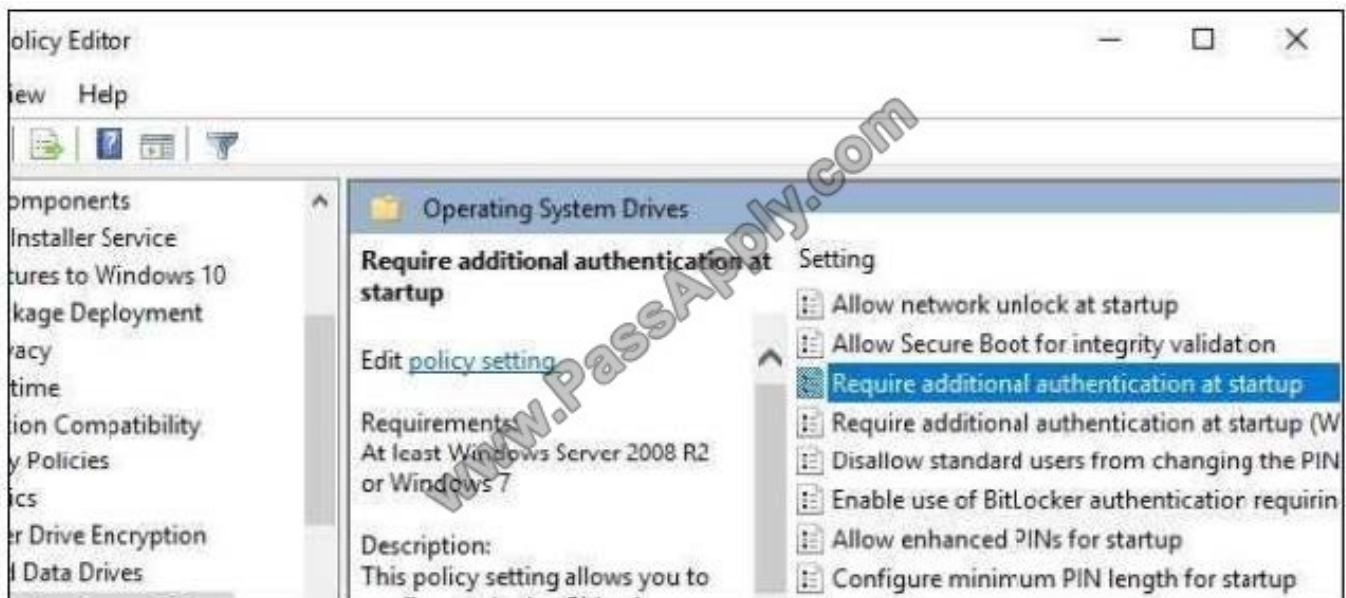 olicy Editor
iew Help
omponents
Installer Service
tures to Windows 10
kage Deployment
vacy
time
ion Compatibility
y Policies
ics
er Drive Encryption
d Data Drives
Operating System Drives
Require additional authentication at
startup
Edit policy setting
Requirements:
At least Windows Server 2008 R2
or Windows 7
Description:
This policy setting allows you to
Setting
Allow network unlock at startup
Allow Secure Boot for integrity validation
Require additional authentication at startup
Require additional authentication at startup (W
Disallow standard users from changing the PIN
Enable use of BitLocker authentication requirin
Allow enhanced PINs for startup
Configure minimum PIN length for startup
www.PassApply.com